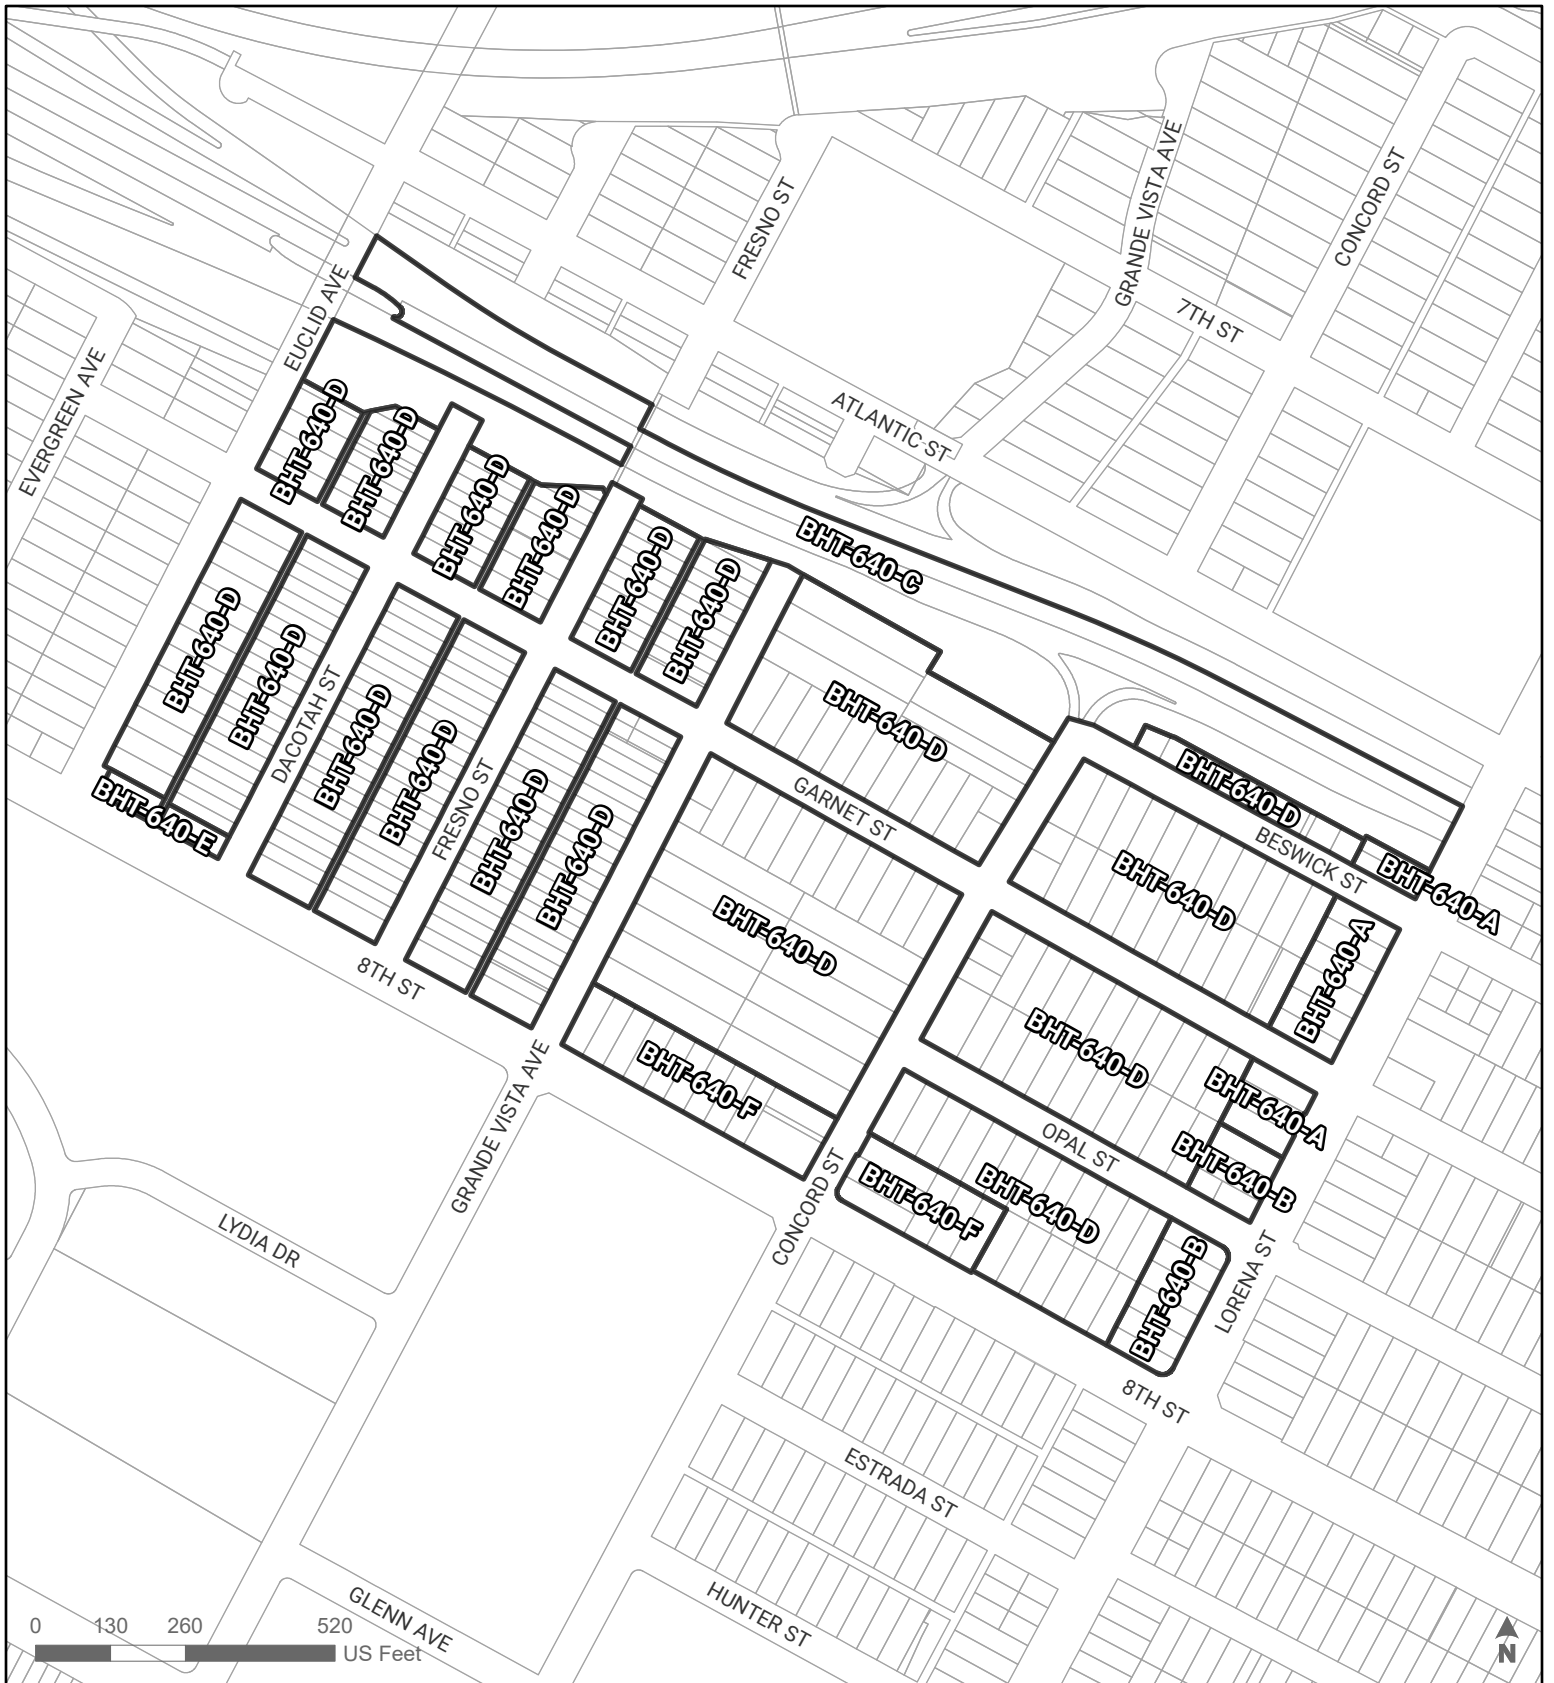 GRANDE VISTA AVE
CONCORD ST
FRESNO ST
EUCLID AVE
7TH ST
EVERGREEN AVE
ATLANTIC ST
BHT-640-D
BHT-640-D
BHT-640-D
BHT-640-D
BHT-640-D
BHT-640-D
BHT-640-C
BHT-640-D
BHT-640-D
DACOTAH ST
BHT-640-D
BHT-640-D
FRESNO ST
BHT-640-D
BHT-640-D
BHT-640-D
BHT-640-D
BHT-640-E
GARNET ST
BESWICK ST
BHT-640-A
BHT-640-D
BHT-640-D
BHT-640-A
8TH ST
BHT-640-D
BHT-640-F
BHT-640-A
GRANDE VISTA AVE
OPAL ST
BHT-640-B
CONCORD ST
BHT-640-F
BHT-640-D
LYDIA DR
BHT-640-B
LORENA ST
8TH ST
ESTRADA ST
GLENN AVE
HUNTER ST
0 130 260 520
US Feet
N